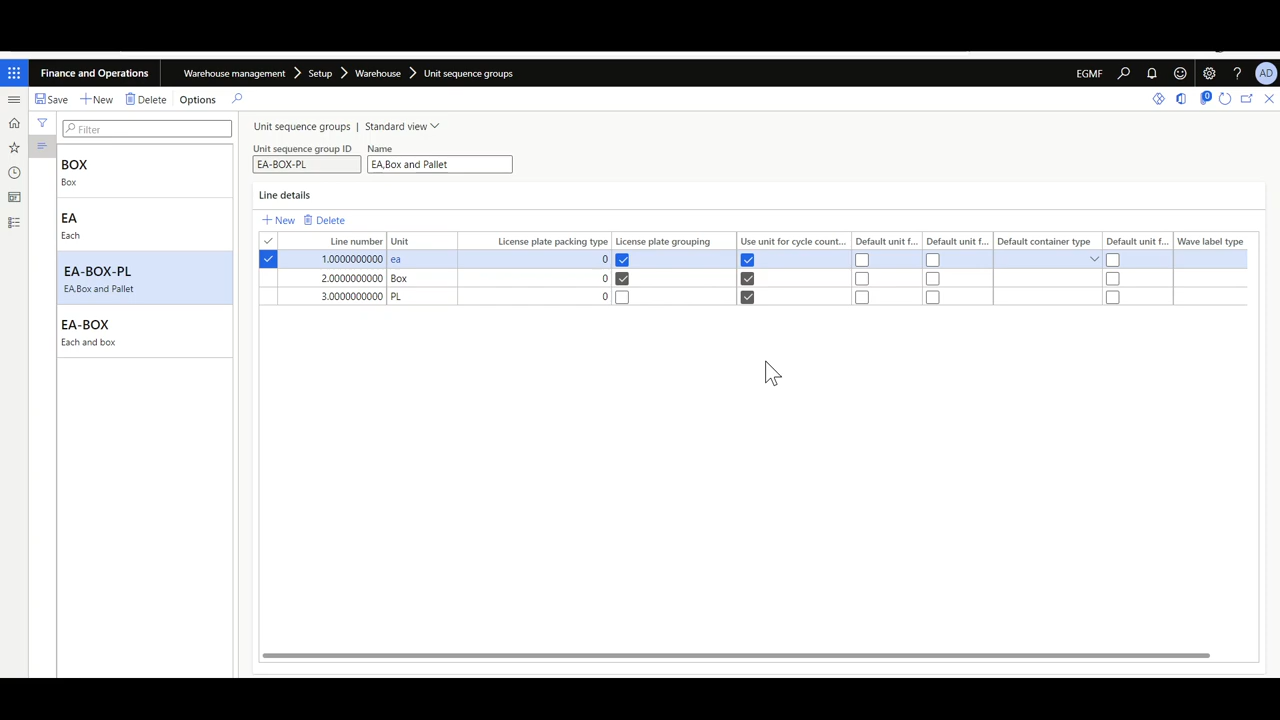 Finance and Operations Warehouse management Setup Warehouse Unit sequence groups EGMF ? AD
Save New Delete Options 0
Filter
Unit sequence groups | Standard view
Unit sequence group ID Name
EA-BOX-PL EA,Box and Pallet
BOX
Box
EA
Each
EA-BOX-PL
EA,Box and Pallet
EA-BOX
Each and box
Line details
New Delete
Line number Unit License plate packing type License plate grouping Use unit for cycle count... Default unit f... Default unit f... Default container type Default unit f... Wave label type
1.0000000000 ea 0
2.0000000000 Box 0
3.0000000000 PL 0